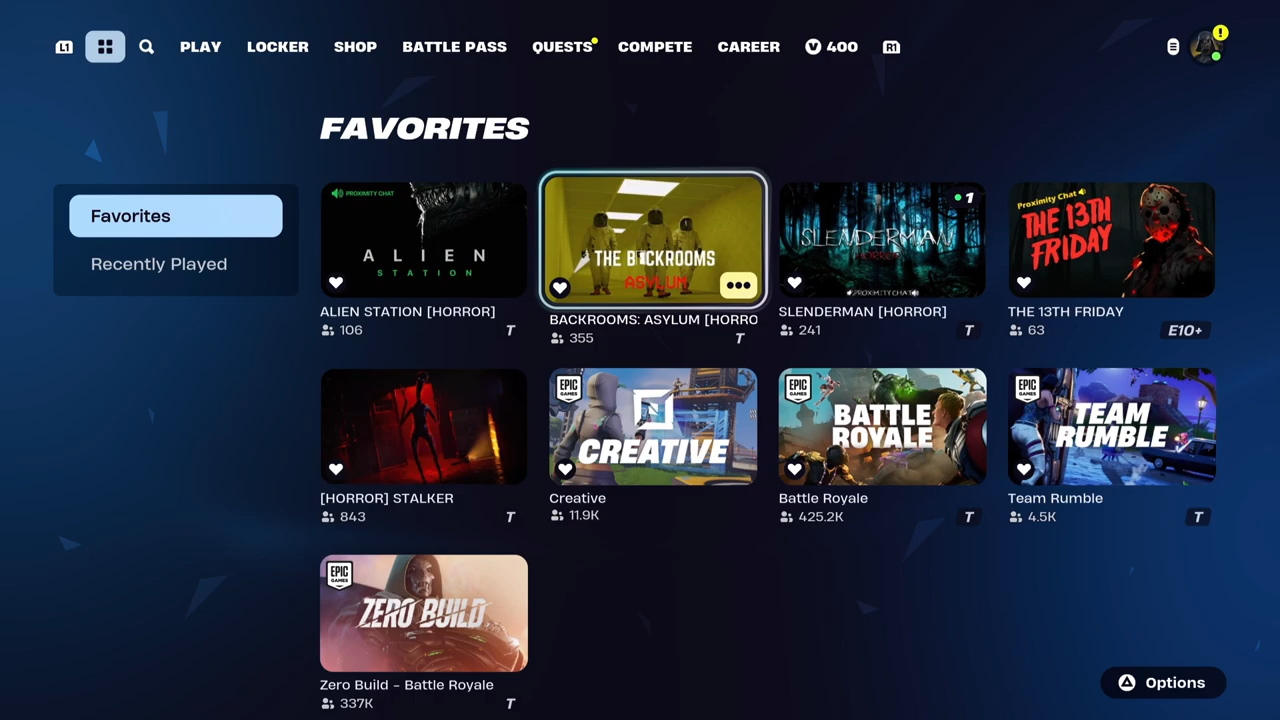 L1
PLAY
LOCKER
SHOP
BATTLE PASS
QUESTS
COMPETE
CAREER
V 400
R1
!
FAVORITES
Favorites
Recently Played
PROXIMITY CHAT
ALIEN
STATION
ALIEN STATION [HORROR]
106
T
THE BACKROOMS
ASYLUM
BACKROOMS: ASYLUM [HORRO
355
T
1
SLENDERMAN
HORROR
PROXIMITY CHAT
SLENDERMAN [HORROR]
241
T
Proximity Chat
THE 13TH
FRIDAY
THE 13TH FRIDAY
63
E10+
[HORROR] STALKER
843
T
EPIC
GAMES
CREATIVE
Creative
11.9K
EPIC
GAMES
BATTLE
ROYALE
Battle Royale
425.2K
T
EPIC
GAMES
TEAM
RUMBLE
Team Rumble
4.5K
T
EPIC
GAMES
ZERO BUILD
Zero Build - Battle Royale
337K
T
Options